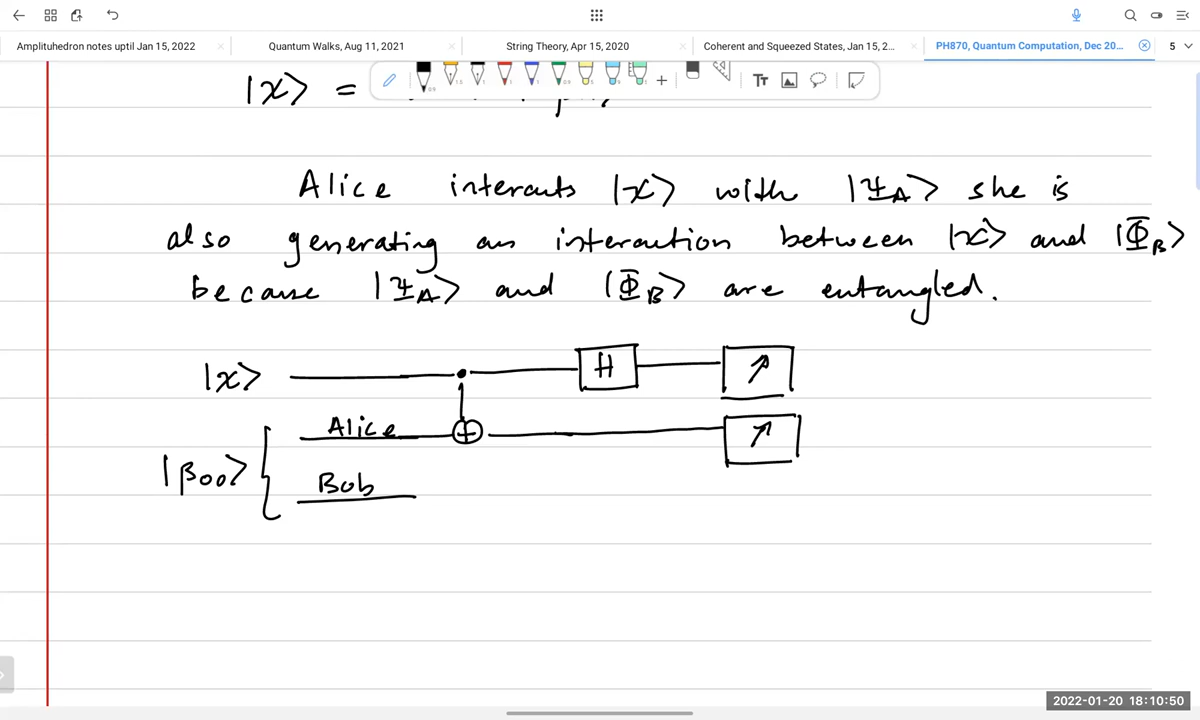 Amplituhedron notes uptil Jan 15, 2022
Quantum Walks, Aug 11, 2021
String Theory, Apr 15, 2020
Coherent and Squeezed States, Jan 15, 2...
PH870, Quantum Computation, Dec 20...
5
Tт
|x⟩ =
Alice interacts |x⟩ with |Ψ_A⟩ she is
also generating an interaction between |x⟩ and |Φ_B⟩
because |Ψ_A⟩ and |Φ_B⟩ are entangled.
|x⟩ H
Alice
|β00⟩
Bob
2022-01-20 18:10:50